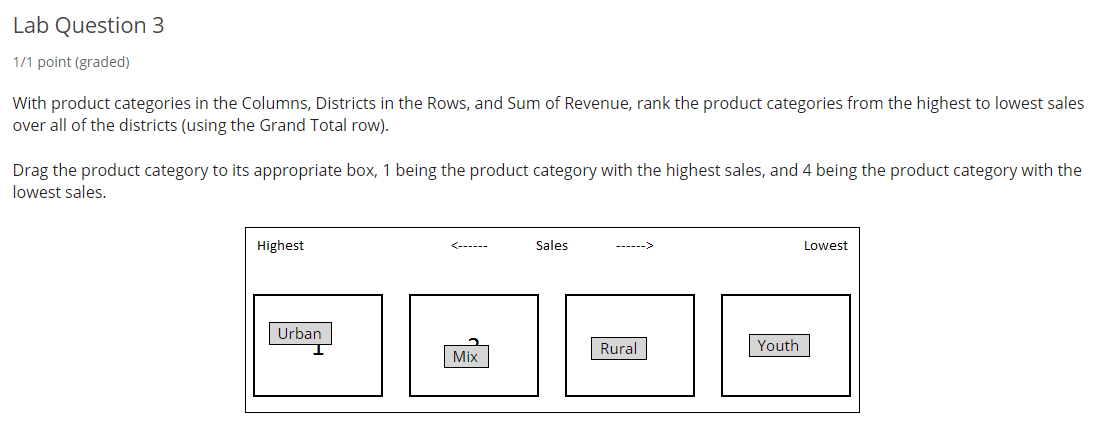 Lab Question 3
1/1 point (graded)
With product categories in the Columns, Districts in the Rows, and Sum of Revenue, rank the product categories from the highest to lowest sales
over all of the districts (using the Grand Total row).
Drag the product category to its appropriate box, 1 being the product category with the highest sales, and 4 being the product category with the
lowest sales.
Highest <------ Sales ------> Lowest
Urban
Mix
Rural
Youth